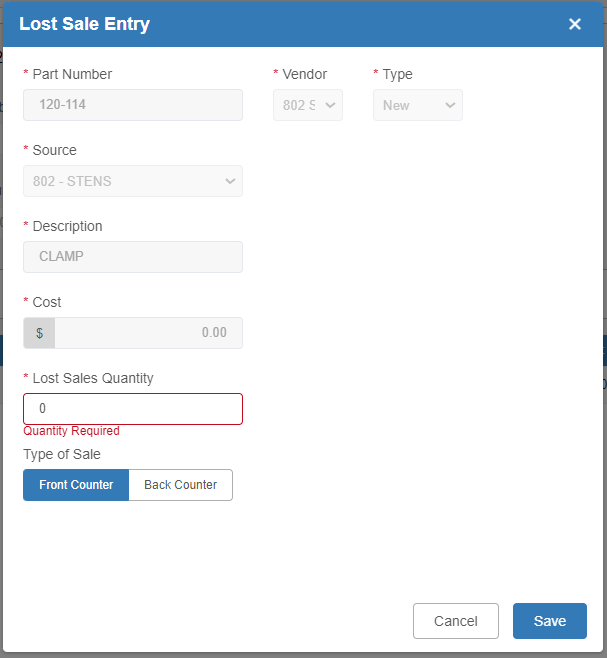 Lost Sale Entry
* Part Number
* Vendor
* Type
120-114
802 S
New
* Source
802 - STENS
* Description
CLAMP
* Cost
$ 0.00
* Lost Sales Quantity
0
Quantity Required
Type of Sale
Front Counter
Back Counter
Cancel
Save